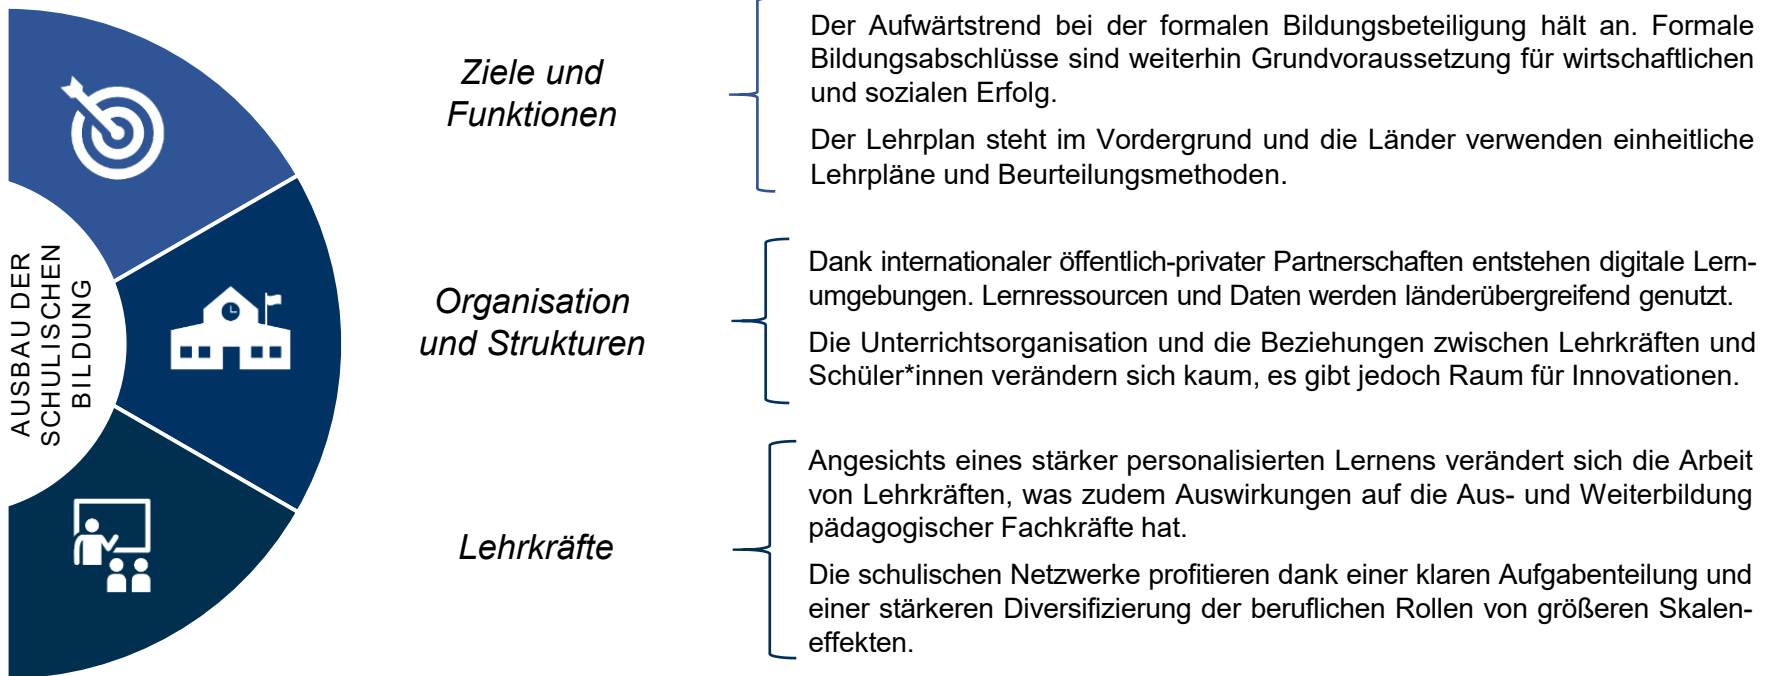 AUSBAU DER
SCHULISCHEN
BILDUNG
Ziele und
Funktionen
Der Aufwärtstrend bei der formalen Bildungsbeteiligung hält an. Formale
Bildungsabschlüsse sind weiterhin Grundvoraussetzung für wirtschaftlichen
und sozialen Erfolg.
Der Lehrplan steht im Vordergrund und die Länder verwenden einheitliche
Lehrpläne und Beurteilungsmethoden.
Organisation
und Strukturen
Dank internationaler öffentlich-privater Partnerschaften entstehen digitale Lern-
umgebungen. Lernressourcen und Daten werden länderübergreifend genutzt.
Die Unterrichtsorganisation und die Beziehungen zwischen Lehrkräften und
Schüler*innen verändern sich kaum, es gibt jedoch Raum für Innovationen.
Lehrkräfte
Angesichts eines stärker personalisierten Lernens verändert sich die Arbeit
von Lehrkräften, was zudem Auswirkungen auf die Aus- und Weiterbildung
pädagogischer Fachkräfte hat.
Die schulischen Netzwerke profitieren dank einer klaren Aufgabenteilung und
einer stärkeren Diversifizierung der beruflichen Rollen von größeren Skalen-
effekten.